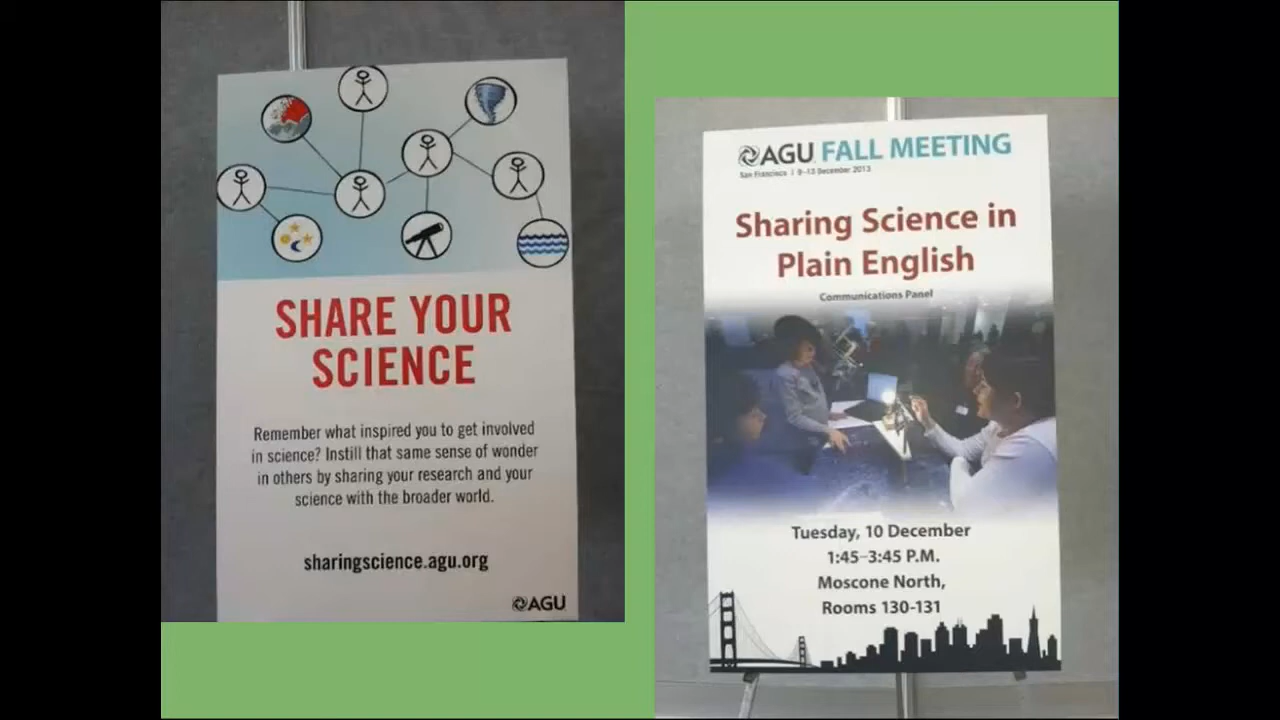 SHARE YOUR
SCIENCE
Remember what inspired you to get involved
in science? Instill that same sense of wonder
in others by sharing your research and your
science with the broader world.
sharingscience.agu.org
AGU
AGU FALL MEETING
San Francisco | 9–13 December 2013
Sharing Science in
Plain English
Communications Panel
Tuesday, 10 December
1:45–3:45 P.M.
Moscone North,
Rooms 130-131